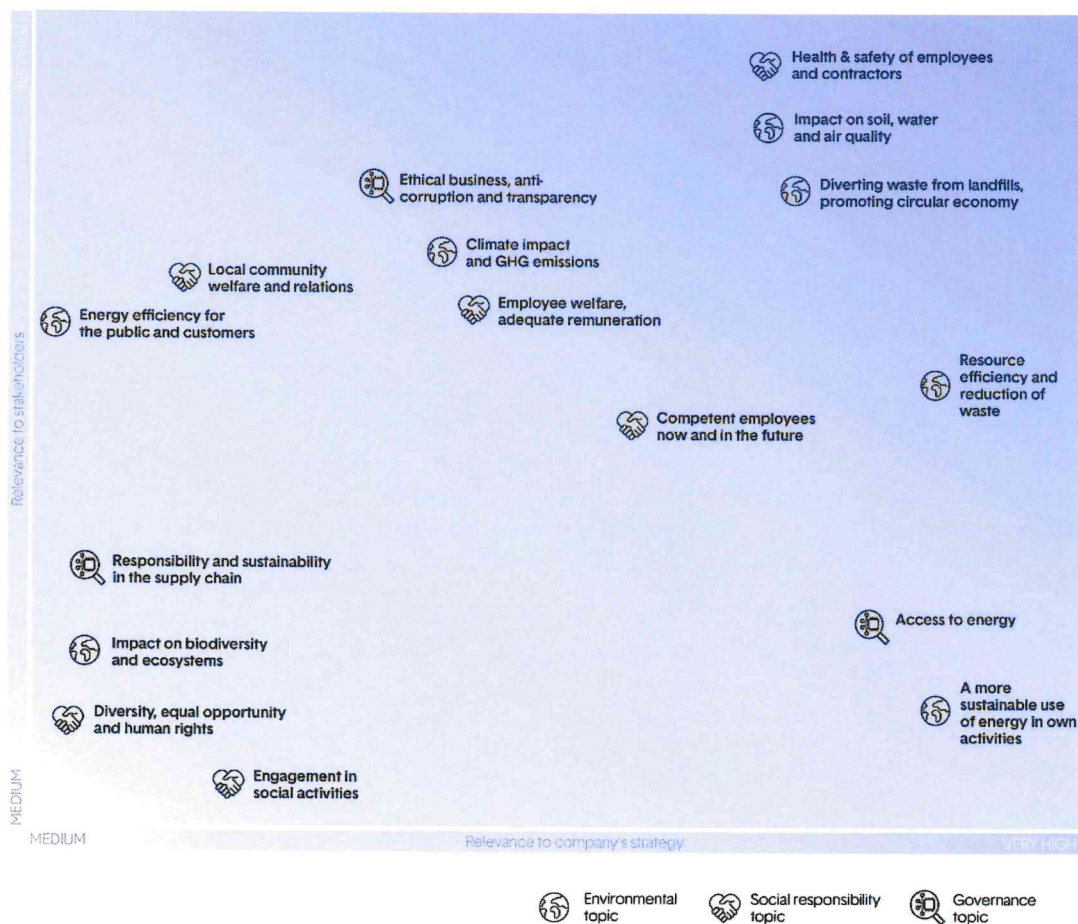 VERY HIGH
Health & safety of employees
and contractors
Impact on soil, water
and air quality
Ethical business, anti-
corruption and transparency
Diverting waste from landfills,
promoting circular economy
Climate impact
and GHG emissions
Local community
welfare and relations
Employee welfare,
adequate remuneration
Energy efficiency for
the public and customers
Resource
efficiency and
reduction of
waste
Competent employees
now and in the future
Relevance to stakeholders
Responsibility and sustainability
in the supply chain
Access to energy
Impact on biodiversity
and ecosystems
A more
sustainable use
of energy in own
activities
Diversity, equal opportunity
and human rights
Engagement in
social activities
MEDIUM
MEDIUM
Relevance to company's strategy
VERY HIGH
Environmental
topic
Social responsibility
topic
Governance
topic